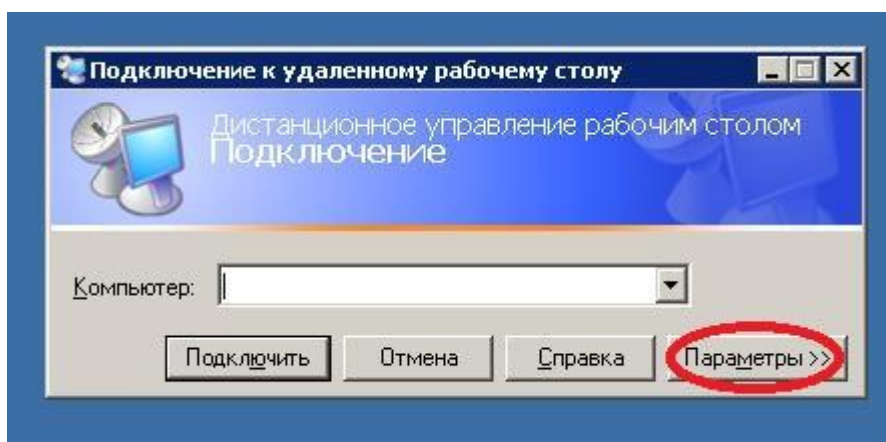 Подключение к удаленному рабочему столу
Дистанционное управление рабочим столом
Подключение
Компьютер:
Подключить Отмена Справка Параметры >>